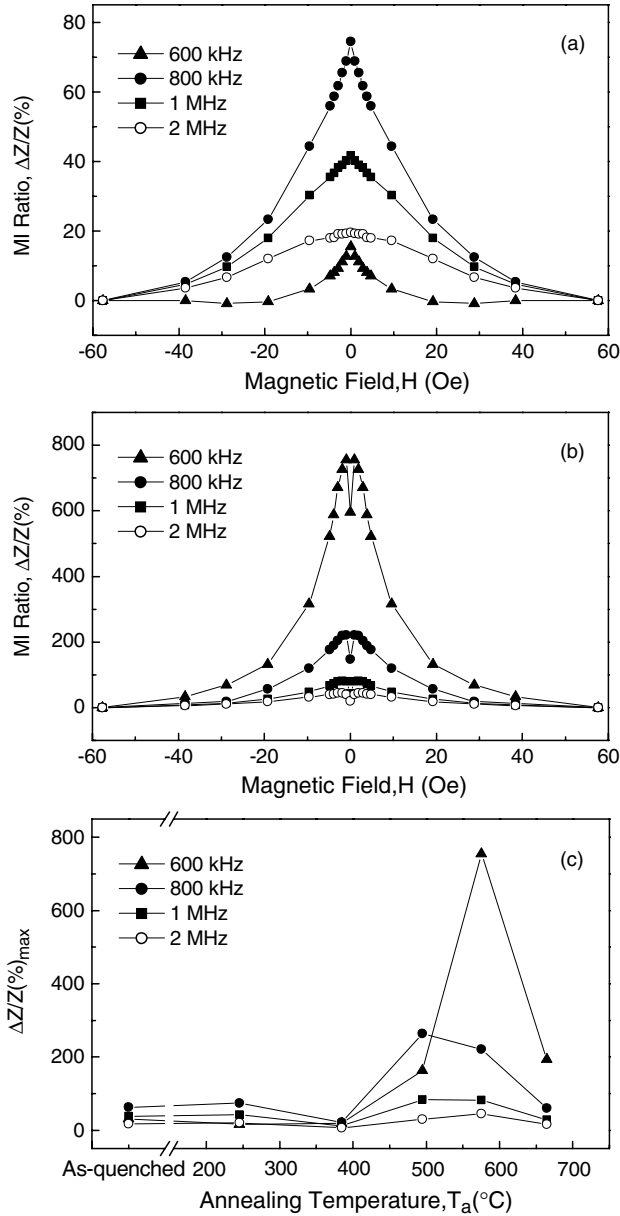 (a)
600 kHz
800 kHz
1 MHz
2 MHz
MI Ratio, ΔZ/Z(%)
80
60
40
20
0
-60 -40 -20 0 20 40 60
Magnetic Field,H (Oe)
(b)
600 kHz
800 kHz
1 MHz
2 MHz
MI Ratio, ΔZ/Z(%)
800
600
400
200
0
-60 -40 -20 0 20 40 60
Magnetic Field,H (Oe)
(c)
600 kHz
800 kHz
1 MHz
2 MHz
ΔZ/Z(%)max
800
600
400
200
0
As-quenched 200 300 400 500 600 700
Annealing Temperature,Ta(°C)